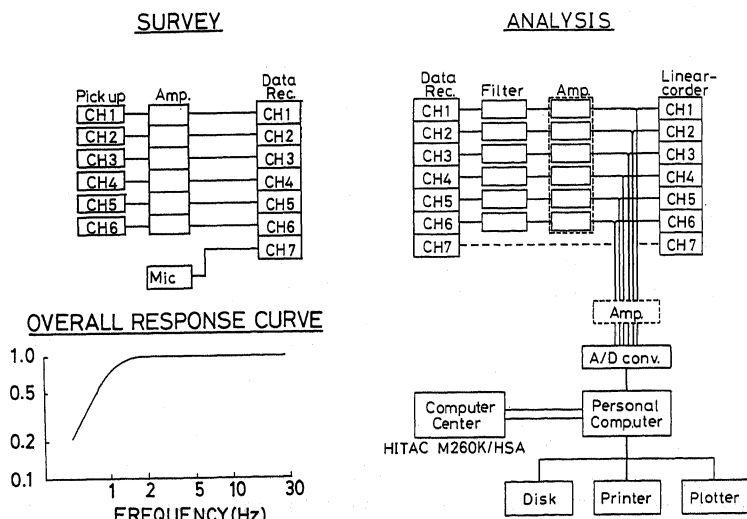 SURVEY
Pick up Amp. Data Rec.
CH1 CH1
CH2 CH2
CH3 CH3
CH4 CH4
CH5 CH5
CH6 CH6
CH7
Mic
OVERALL RESPONSE CURVE
1.0
0.5
0.2
0.1
1 2 5 10 30
FREQUENCY(Hz)
ANALYSIS
Data Rec. Filter Amp. Linear-corder
CH1 CH1
CH2 CH2
CH3 CH3
CH4 CH4
CH5 CH5
CH6 CH6
CH7 CH7
Amp.
A/D conv.
Computer Center
Personal Computer
HITAC M260K/HSA
Disk Printer Plotter